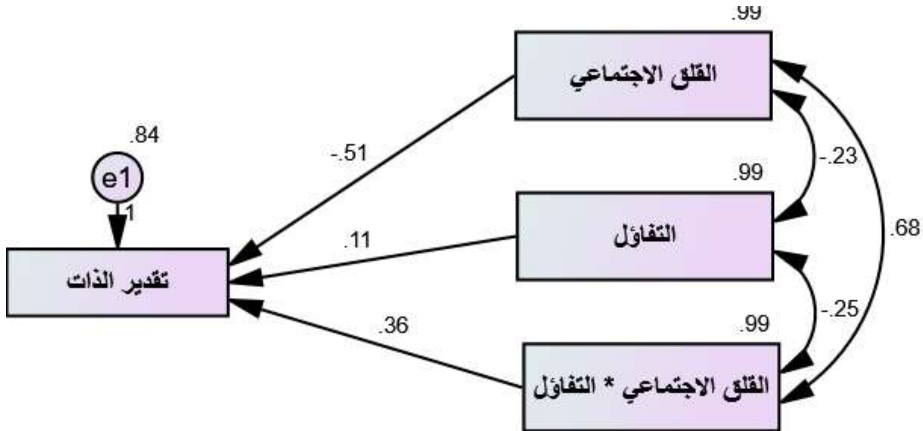 .99
القلق الاجتماعي
.84
e1
1
-.51
-.23
.99
التفاؤل
.68
.11
تقدير الذات
-.25
.36
.99
القلق الاجتماعي * التفاؤل